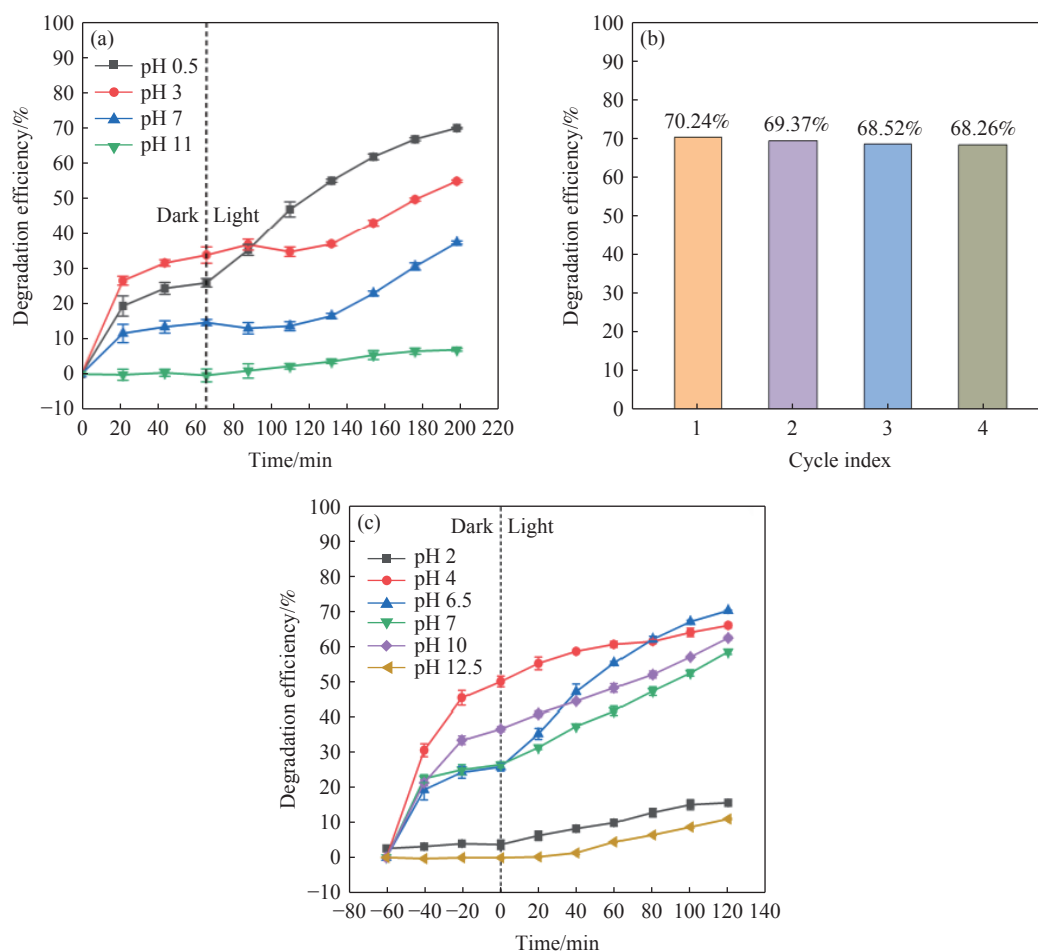 (a)
pH 0.5
pH 3
pH 7
pH 11
Dark Light
Degradation efficiency/%
100
90
80
70
60
50
40
30
20
10
0
−10
0 20 40 60 80 100 120 140 160 180 200 220
Time/min
(b)
70.24% 69.37% 68.52% 68.26%
Degradation efficiency/%
100
90
80
70
60
50
40
30
20
10
0
1 2 3 4
Cycle index
(c)
Dark Light
pH 2
pH 4
pH 6.5
pH 7
pH 10
pH 12.5
Degradation efficiency/%
100
90
80
70
60
50
40
30
20
10
0
−10
−80 −60 −40 −20 0 20 40 60 80 100 120 140
Time/min